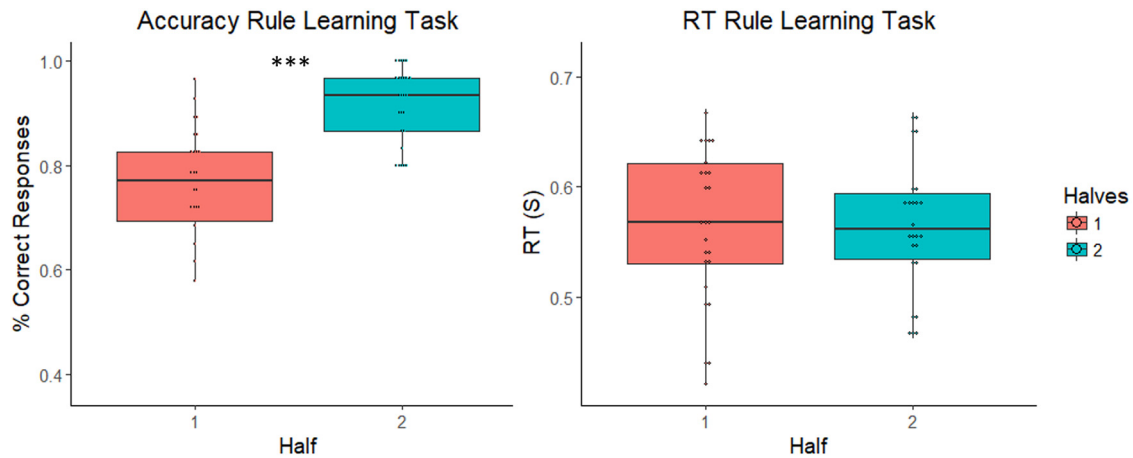 Accuracy Rule Learning Task
***
% Correct Responses
1.0
0.8
0.6
0.4
1
2
Half
RT Rule Learning Task
RT (S)
0.7
0.6
0.5
1
2
Half
Halves
1
2